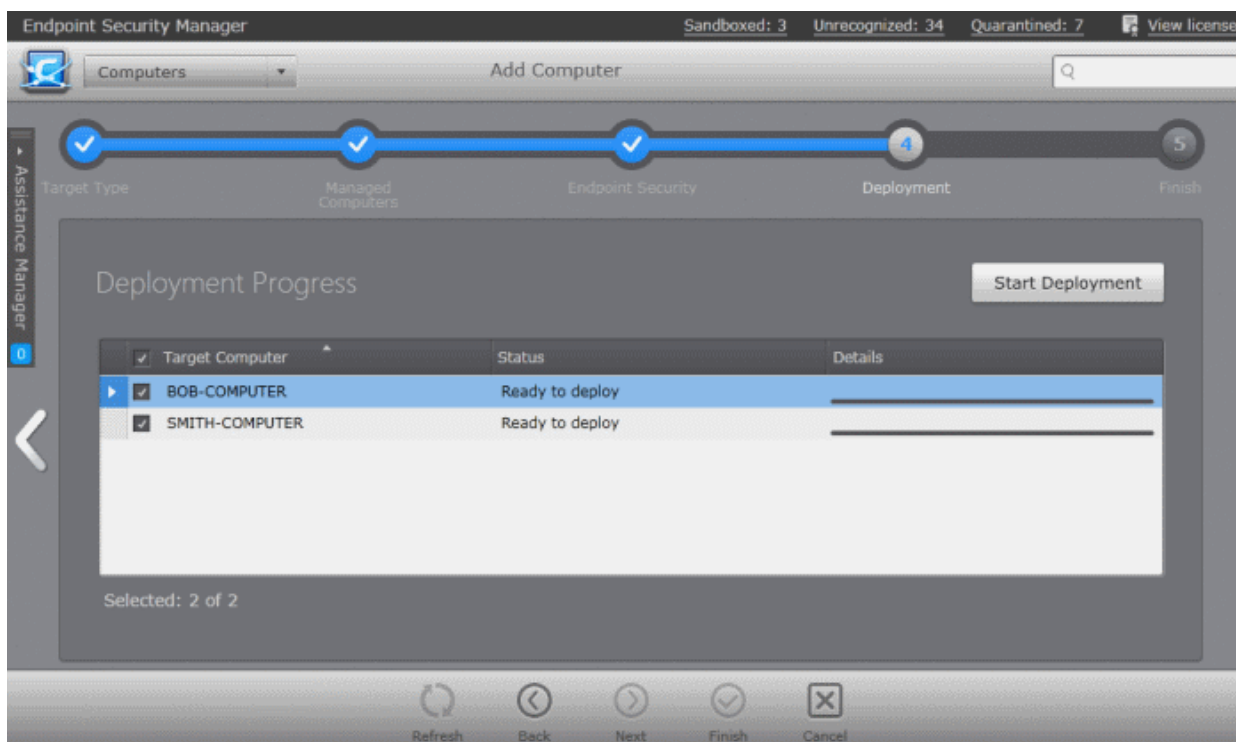 Endpoint Security Manager Sandboxed: 3 Unrecognized: 34 Quarantined: 7 View license
Computers Add Computer
4 5
Target Type Managed Computers Endpoint Security Deployment Finish
Assistance Manager
0
Deployment Progress Start Deployment
Target Computer Status Details
BOB-COMPUTER Ready to deploy
SMITH-COMPUTER Ready to deploy
Selected: 2 of 2
Refresh Back Next Finish Cancel